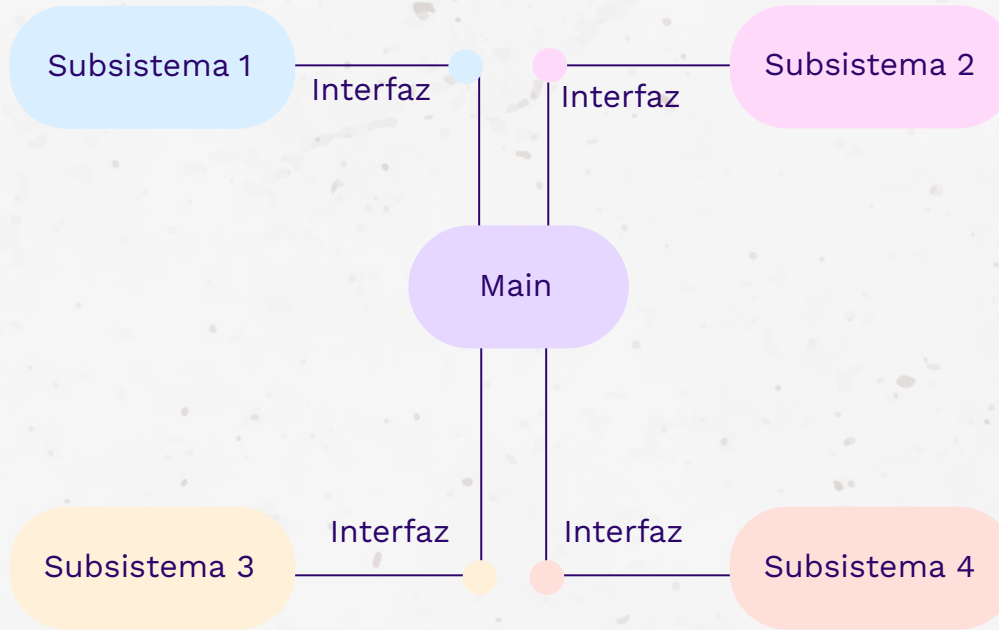 Subsistema 1
Subsistema 2
Interfaz
Interfaz
Main
Interfaz
Interfaz
Subsistema 3
Subsistema 4